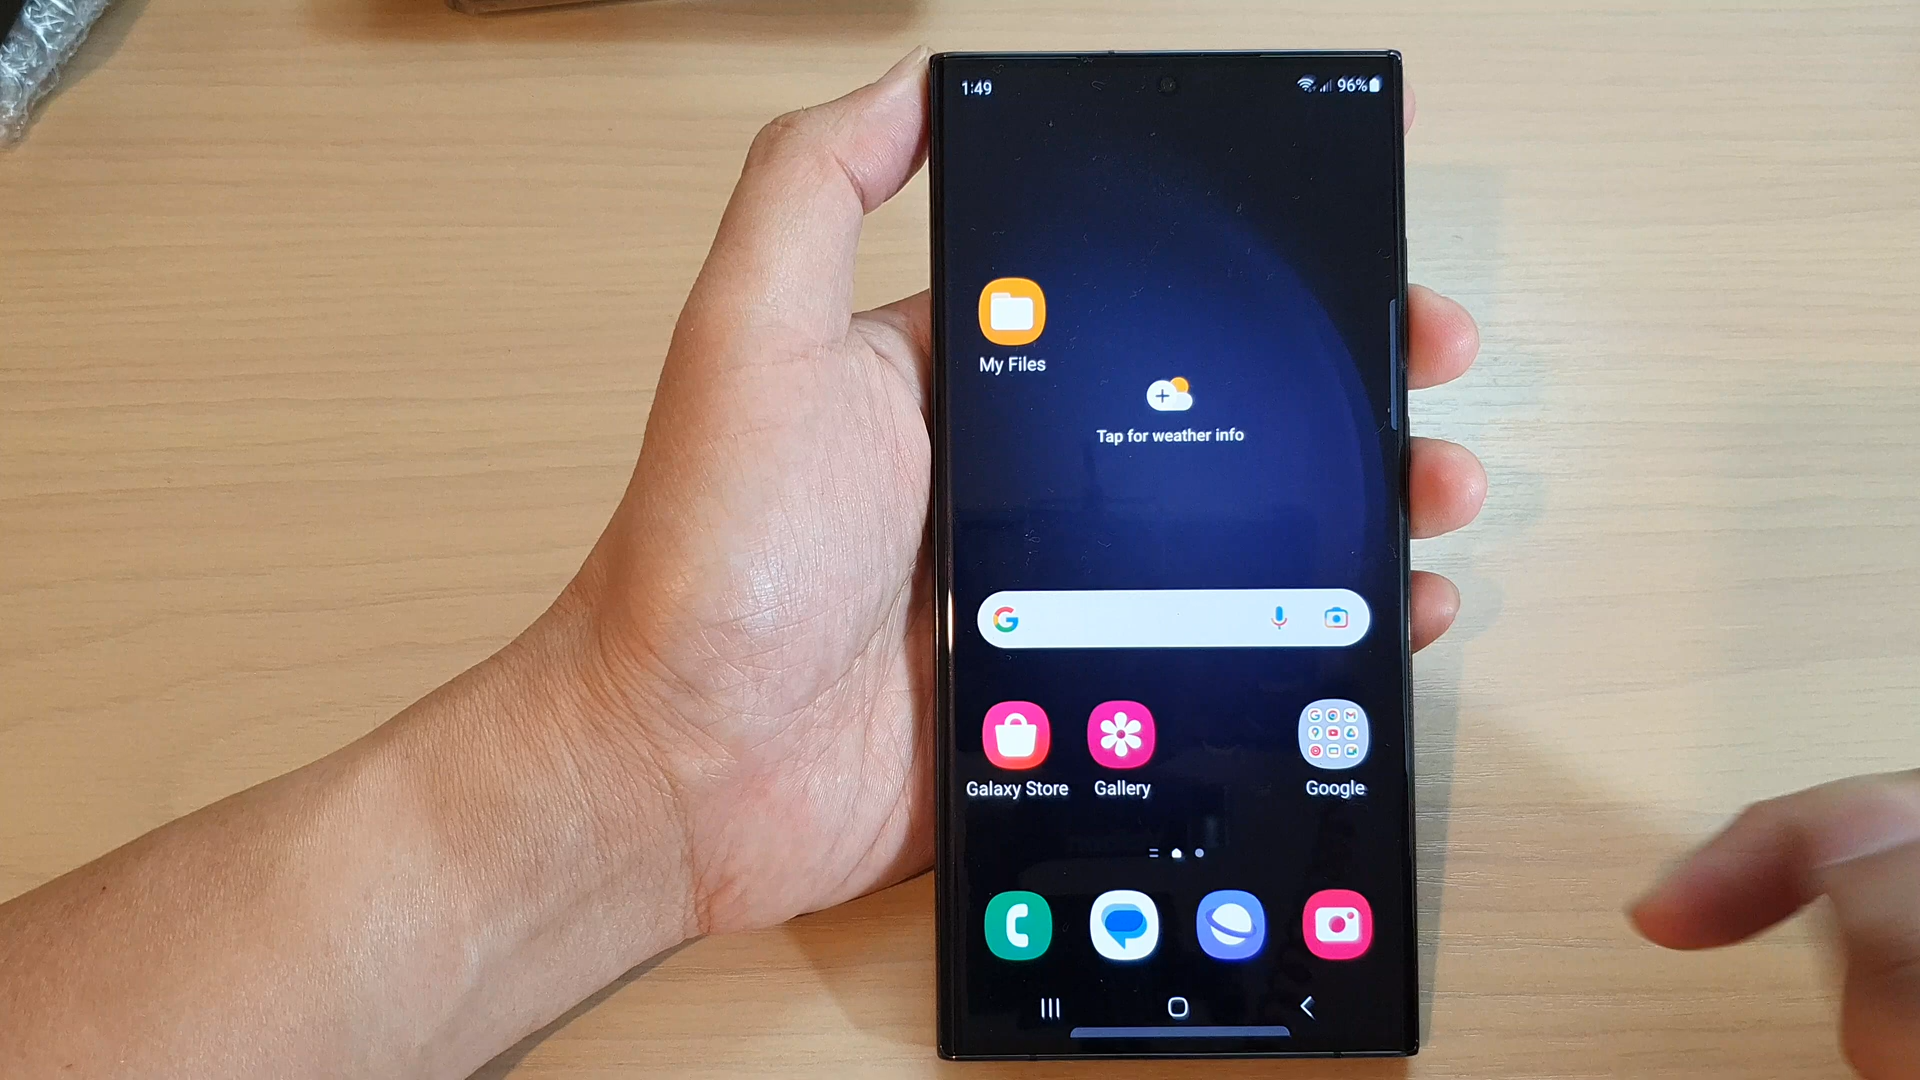 1:49 96%
My Files
Tap for weather info
G
Galaxy Store Gallery Google